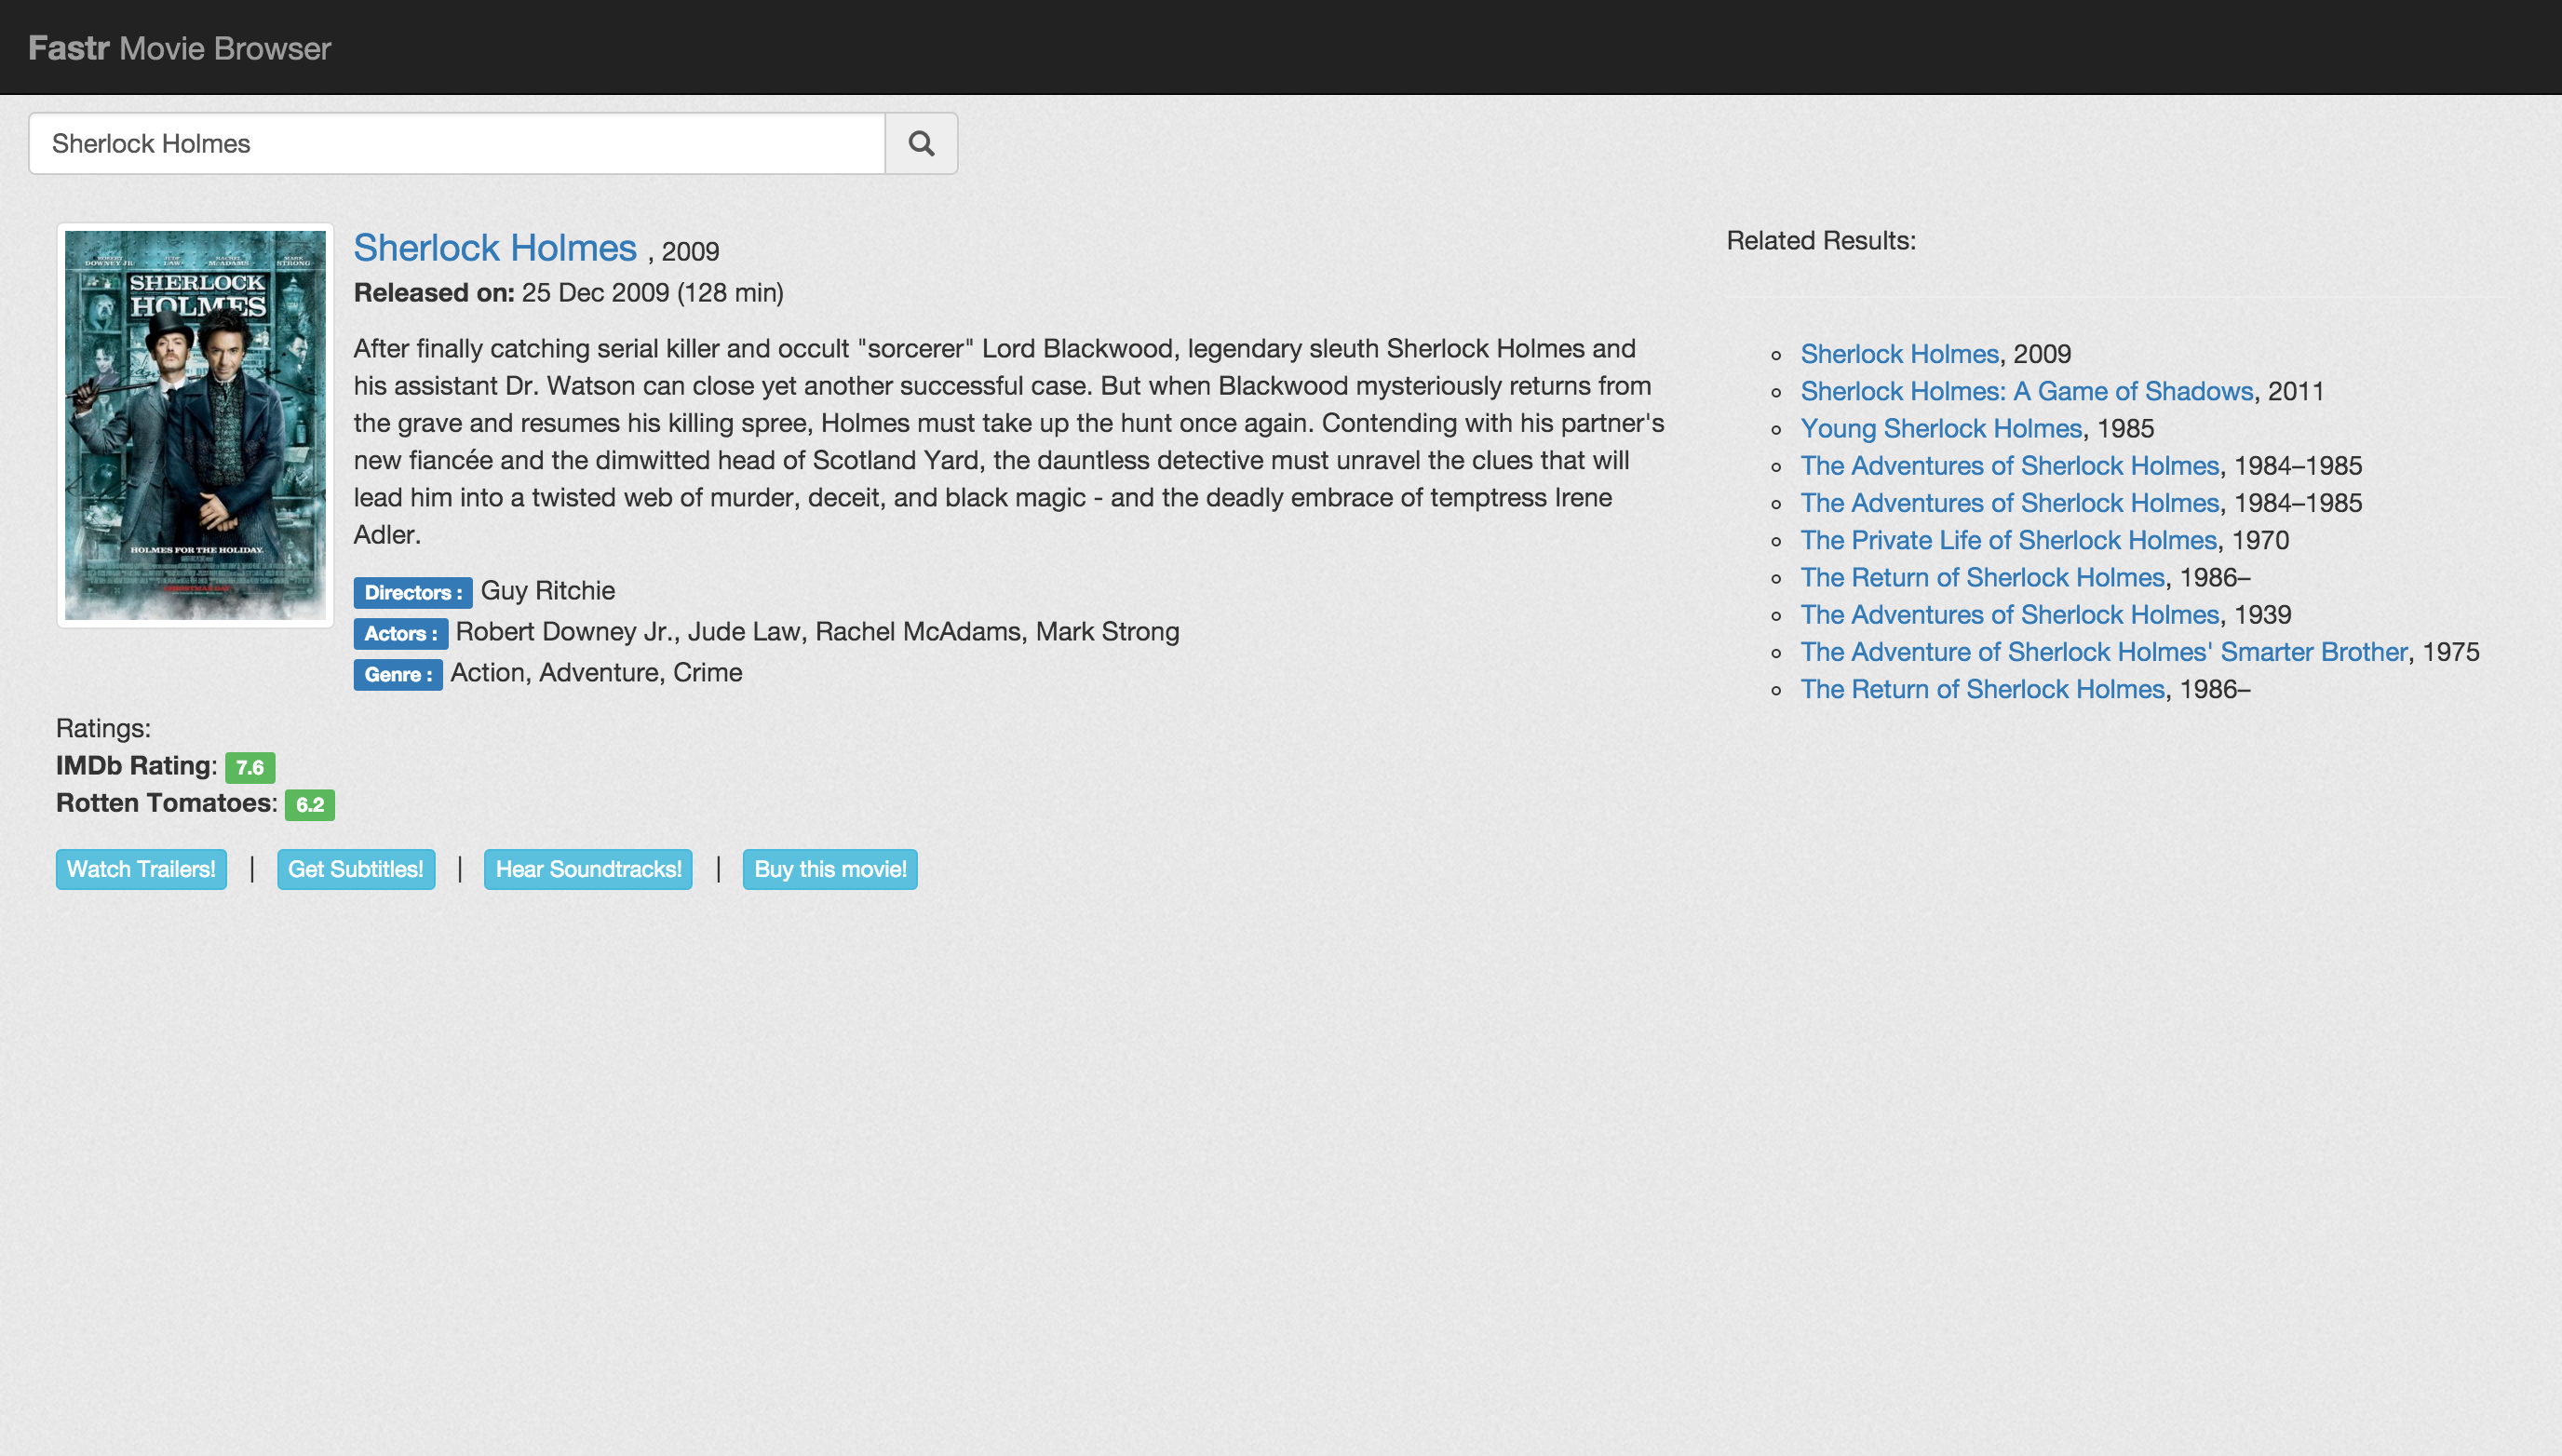 Fastr Movie Browser
Sherlock Holmes
ROBERT DOWNEY JR. JUDE LAW RACHEL McADAMS MARK STRONG
SHERLOCK
HOLMES
HOLMES FOR THE HOLIDAY.
Sherlock Holmes , 2009
Released on: 25 Dec 2009 (128 min)
After finally catching serial killer and occult "sorcerer" Lord Blackwood, legendary sleuth Sherlock Holmes and
his assistant Dr. Watson can close yet another successful case. But when Blackwood mysteriously returns from
the grave and resumes his killing spree, Holmes must take up the hunt once again. Contending with his partner's
new fiancée and the dimwitted head of Scotland Yard, the dauntless detective must unravel the clues that will
lead him into a twisted web of murder, deceit, and black magic - and the deadly embrace of temptress Irene
Adler.
Directors : Guy Ritchie
Actors : Robert Downey Jr., Jude Law, Rachel McAdams, Mark Strong
Genre : Action, Adventure, Crime
Ratings:
IMDb Rating: 7.6
Rotten Tomatoes: 6.2
Watch Trailers! | Get Subtitles! | Hear Soundtracks! | Buy this movie!
Related Results:
Sherlock Holmes, 2009
Sherlock Holmes: A Game of Shadows, 2011
Young Sherlock Holmes, 1985
The Adventures of Sherlock Holmes, 1984–1985
The Adventures of Sherlock Holmes, 1984–1985
The Private Life of Sherlock Holmes, 1970
The Return of Sherlock Holmes, 1986–
The Adventures of Sherlock Holmes, 1939
The Adventure of Sherlock Holmes' Smarter Brother, 1975
The Return of Sherlock Holmes, 1986–